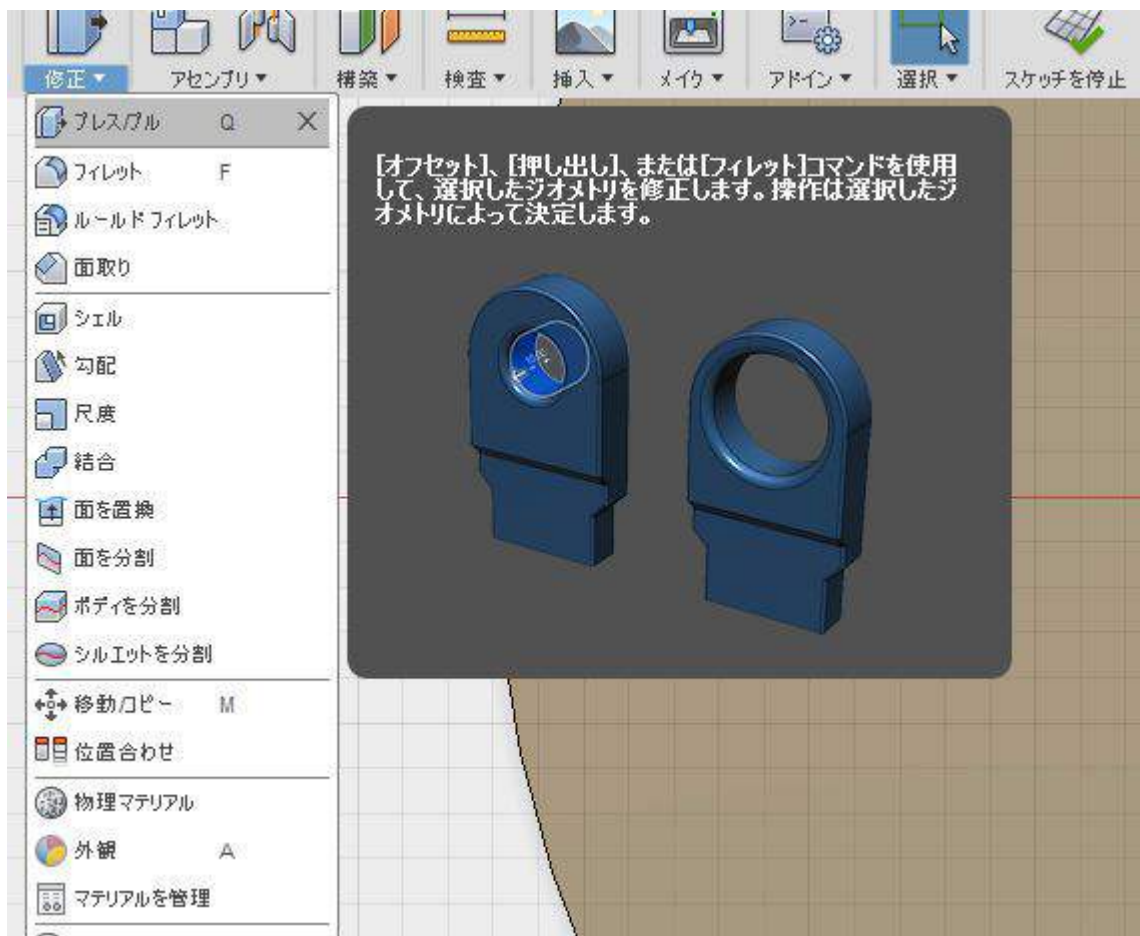 修正▼ アセンブリ▼ 構築▼ 検査▼ 挿入▼ メイク▼ アドイン▼ 選択▼ スケッチを停止
プレス/プル Q X
フィレット F
ルールド フィレット
面取り
シェル
勾配
尺度
結合
面を置換
面を分割
ボディを分割
シルエットを分割
移動/コピー M
位置合わせ
物理マテリアル
外観 A
マテリアルを管理
[オフセット]、[押し出し]、または[フィレット]コマンドを使用
して、選択したジオメトリを修正します。操作は選択したジ
オメトリによって決定します。